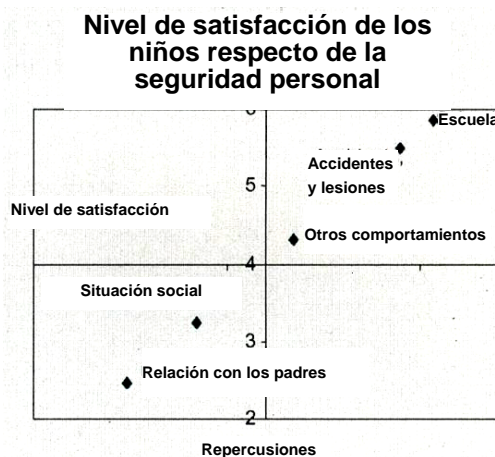 Nivel de satisfacción de los
niños respecto de la
seguridad personal
6
Escuela
Accidentes
y lesiones
5
Nivel de satisfacción
Otros comportamientos
4
Situación social
3
Relación con los padres
2
Repercusiones